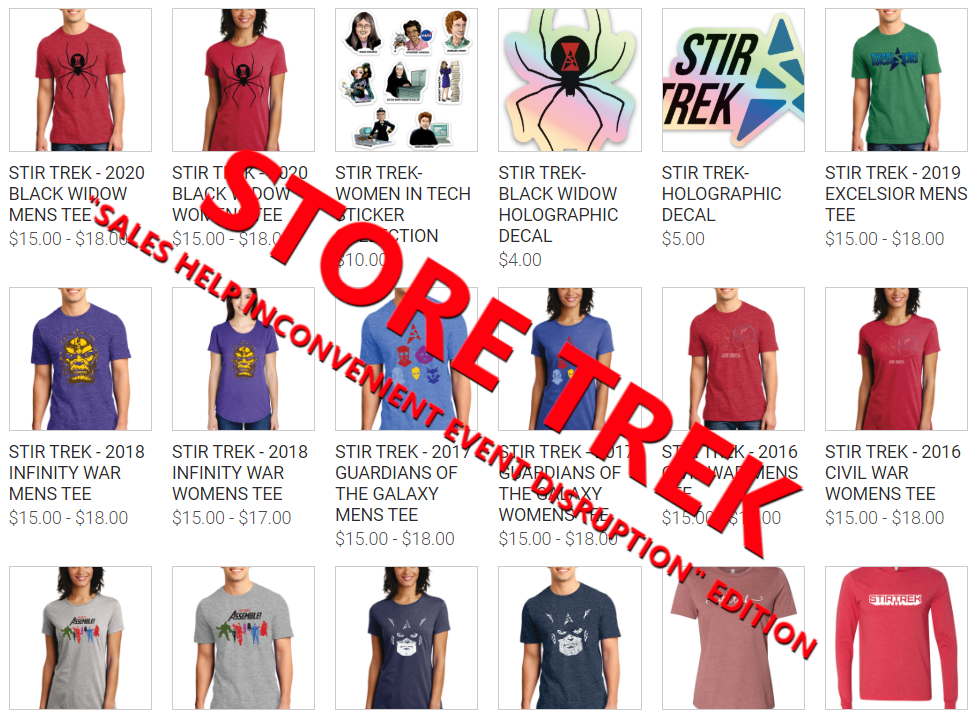 STIR
TREK
STIR TREK - 2020
BLACK WIDOW
MENS TEE
$15.00 - $18.00
STIR TREK - 2020
BLACK WIDOW
WOMENS TEE
$15.00 - $18.00
STIR TREK-
WOMEN IN TECH
STICKER
COLLECTION
$10.00
STIR TREK-
BLACK WIDOW
HOLOGRAPHIC
DECAL
$4.00
STIR TREK-
HOLOGRAPHIC
DECAL
$5.00
STIR TREK - 2019
EXCELSIOR MENS
TEE
$15.00 - $18.00
STORE TREK
"SALES HELP INCONVENIENT EVENT DISRUPTION" EDITION
STIR TREK - 2018
INFINITY WAR
MENS TEE
$15.00 - $18.00
STIR TREK - 2018
INFINITY WAR
WOMENS TEE
$15.00 - $17.00
STIR TREK - 2017
GUARDIANS OF
THE GALAXY
MENS TEE
$15.00 - $18.00
STIR TREK - 2017
GUARDIANS OF
THE GALAXY
WOMENS TEE
$15.00 - $18.00
STIR TREK - 2016
CIVIL WAR MENS
TEE
$15.00 - $18.00
STIR TREK - 2016
CIVIL WAR
WOMENS TEE
$15.00 - $18.00
ASSEMBLE!
ASSEMBLE!
STIR TREK